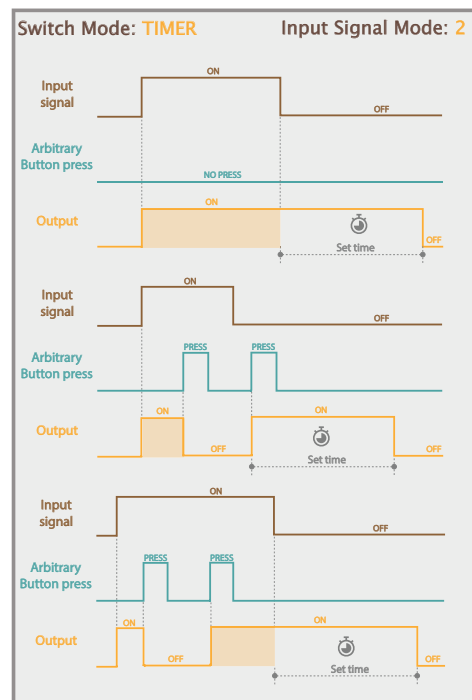 Switch Mode: TIMER
Input Signal Mode: 2
ON
Input
signal
OFF
Arbitrary
Button press
NO PRESS
ON
Output
Set time
OFF
ON
Input
signal
OFF
PRESS
PRESS
Arbitrary
Button press
ON
ON
Output
OFF
OFF
Set time
ON
Input
signal
OFF
PRESS
PRESS
Arbitrary
Button press
ON
ON
Output
OFF
OFF
Set time